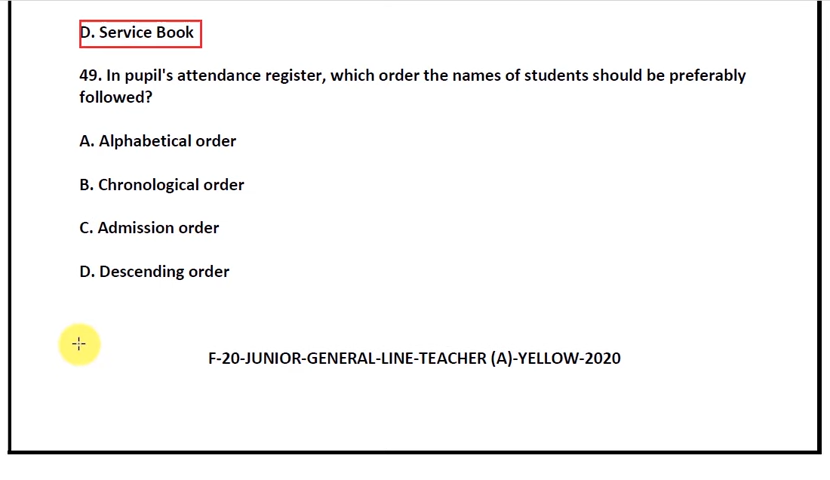 D. Service Book
49. In pupil's attendance register, which order the names of students should be preferably
followed?
A. Alphabetical order
B. Chronological order
C. Admission order
D. Descending order
F-20-JUNIOR-GENERAL-LINE-TEACHER (A)-YELLOW-2020